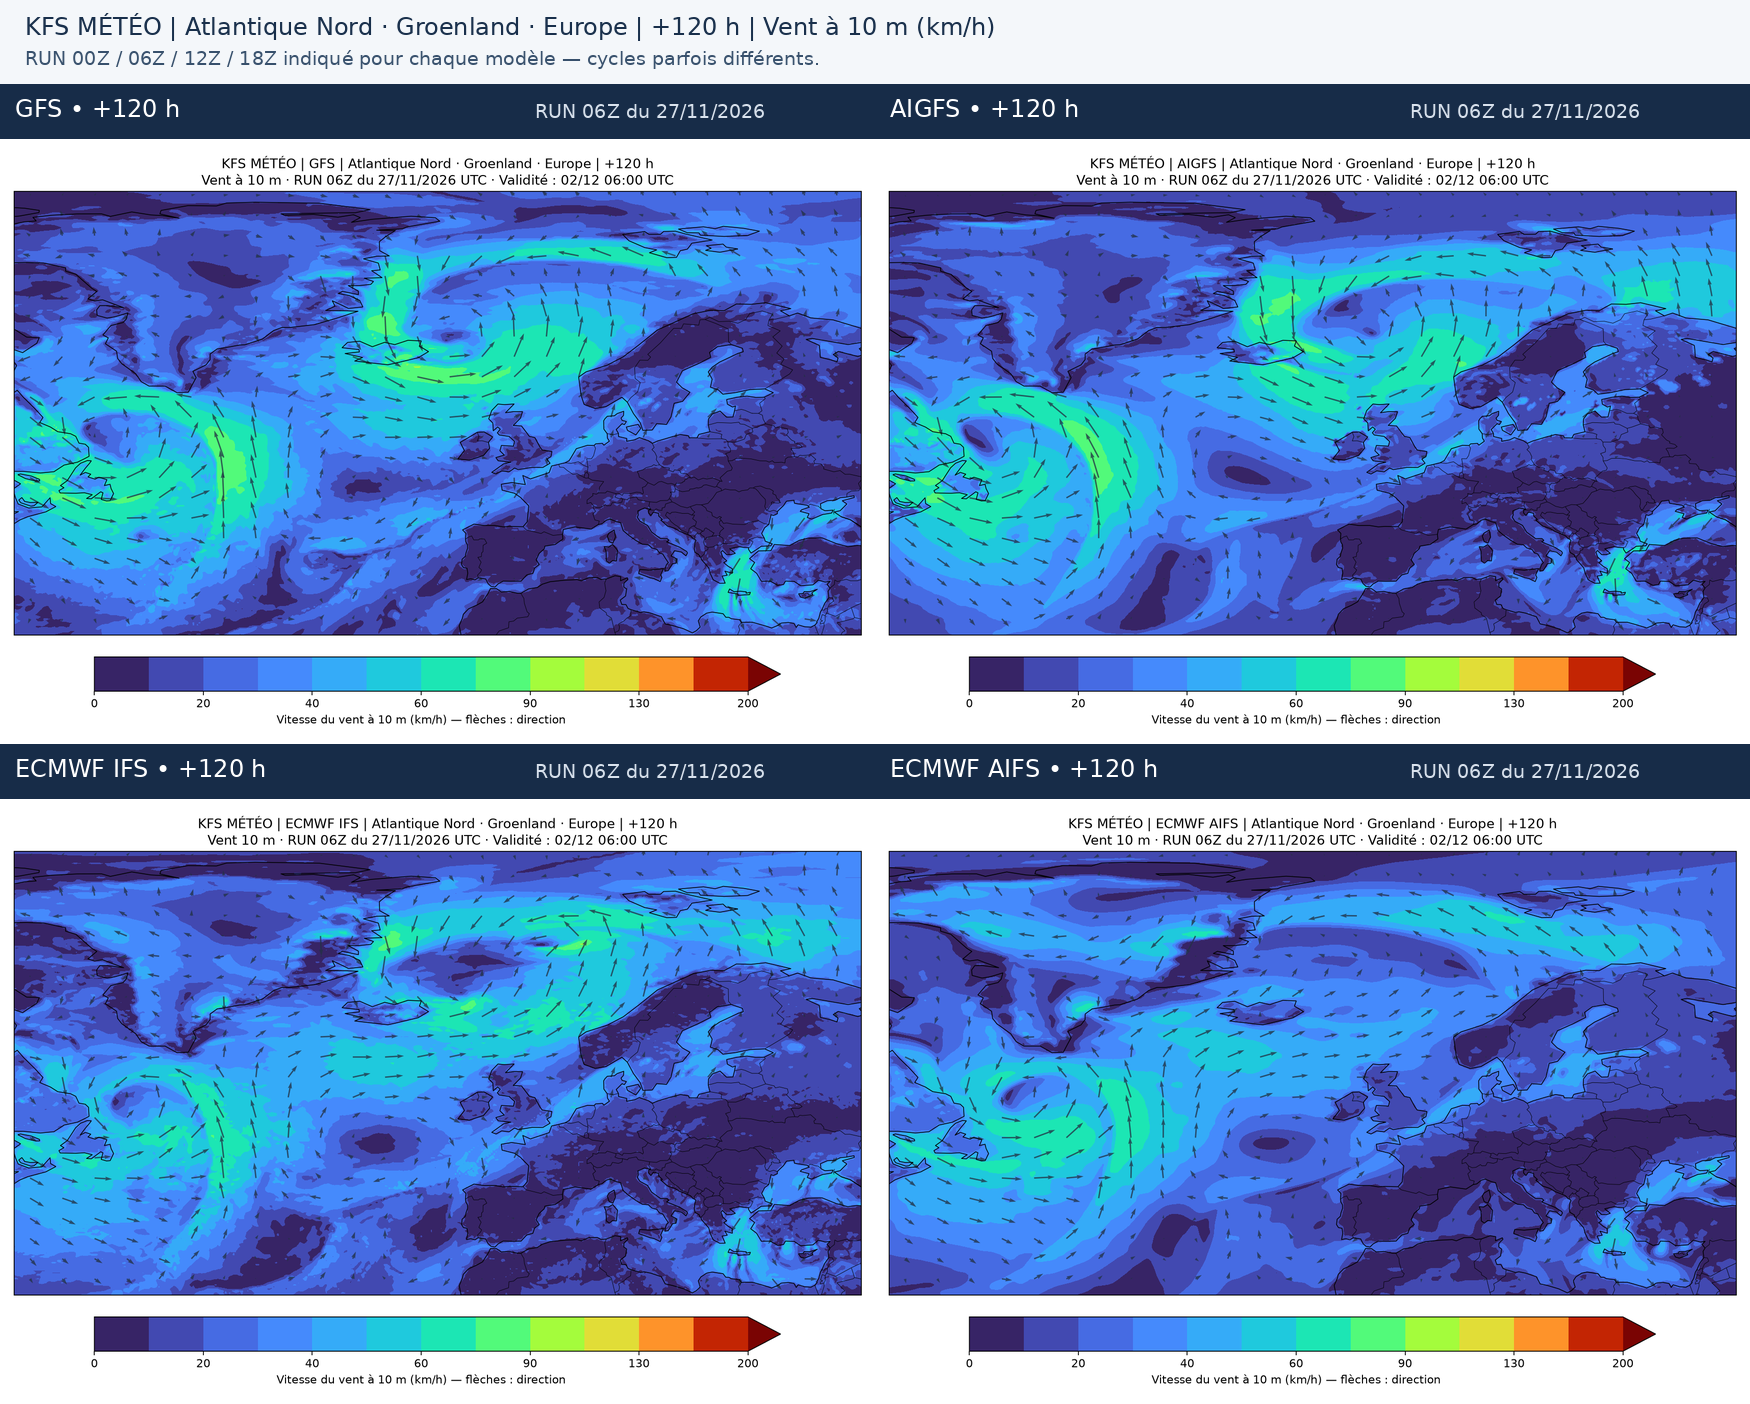 KFS MÉTÉO | Atlantique Nord · Groenland · Europe | +120 h | Vent à 10 m (km/h)
RUN 00Z / 06Z / 12Z / 18Z indiqué pour chaque modèle — cycles parfois différents.
GFS • +120 h
RUN 06Z du 27/11/2026
KFS MÉTÉO | GFS | Atlantique Nord · Groenland · Europe | +120 h
Vent à 10 m · RUN 06Z du 27/11/2026 UTC · Validité : 02/12 06:00 UTC
0 20 40 60 90 130 200
Vitesse du vent à 10 m (km/h) — flèches : direction
AIGFS • +120 h
RUN 06Z du 27/11/2026
KFS MÉTÉO | AIGFS | Atlantique Nord · Groenland · Europe | +120 h
Vent à 10 m · RUN 06Z du 27/11/2026 UTC · Validité : 02/12 06:00 UTC
0 20 40 60 90 130 200
Vitesse du vent à 10 m (km/h) — flèches : direction
ECMWF IFS • +120 h
RUN 06Z du 27/11/2026
KFS MÉTÉO | ECMWF IFS | Atlantique Nord · Groenland · Europe | +120 h
Vent 10 m · RUN 06Z du 27/11/2026 UTC · Validité : 02/12 06:00 UTC
0 20 40 60 90 130 200
Vitesse du vent à 10 m (km/h) — flèches : direction
ECMWF AIFS • +120 h
RUN 06Z du 27/11/2026
KFS MÉTÉO | ECMWF AIFS | Atlantique Nord · Groenland · Europe | +120 h
Vent 10 m · RUN 06Z du 27/11/2026 UTC · Validité : 02/12 06:00 UTC
0 20 40 60 90 130 200
Vitesse du vent à 10 m (km/h) — flèches : direction